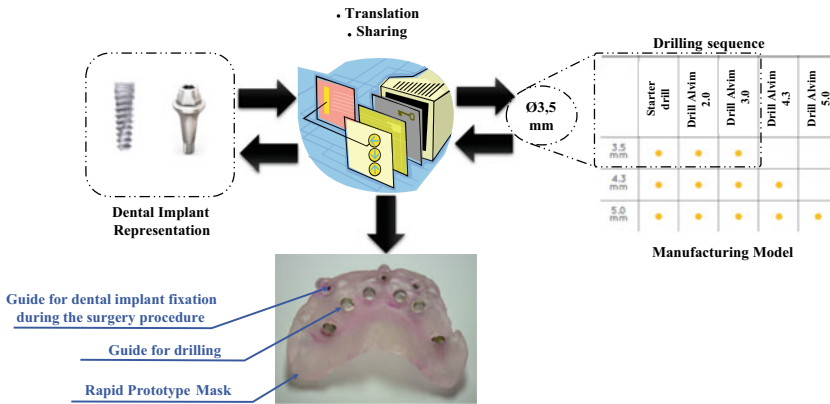 • Translation
• Sharing
Dental Implant
Representation
Ø3,5
mm
Drilling sequence
Starter
drill
Drill Alvim
2.0
Drill Alvim
3.0
Drill Alvim
4.3
Drill Alvim
5.0
3.5
mm
4.3
mm
5.0
mm
Manufacturing Model
Guide for dental implant fixation
during the surgery procedure
Guide for drilling
Rapid Prototype Mask